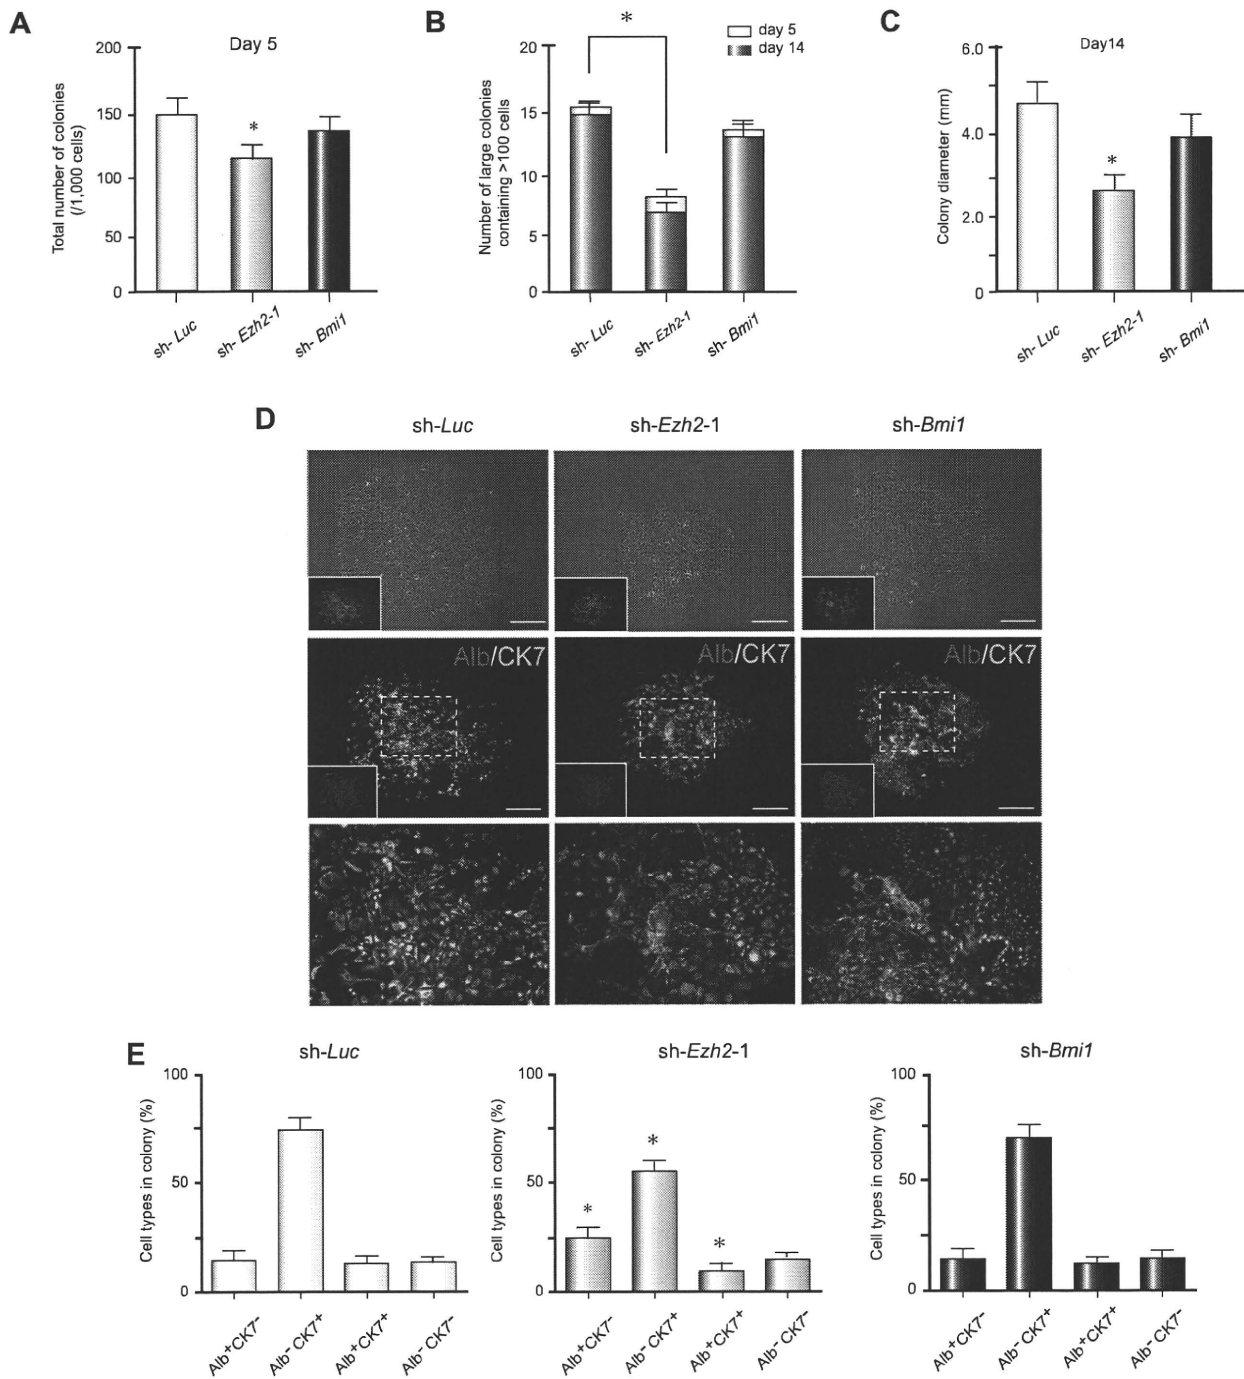 A
Day 5
Total number of colonies
(/1,000 cells)
200
150
100
50
0
*
sh- Luc
sh- Ezh2-1
sh- Bmi1
B
*
day 5
day 14
Number of large colonies
containing >100 cells
20
15
10
5
0
sh- Luc
sh- Ezh2-1
sh- Bmi1
C
Day14
Colony diameter (mm)
6.0
4.0
2.0
0
*
sh- Luc
sh- Ezh2-1
sh- Bmi1
D
sh-Luc
sh-Ezh2-1
sh-Bmi1
Alb/CK7
Alb/CK7
Alb/CK7
E
sh-Luc
Cell types in colony (%)
100
50
0
Alb+CK7−
Alb−CK7+
Alb+CK7+
Alb−CK7−
sh-Ezh2-1
Cell types in colony (%)
100
50
0
*
*
*
Alb+CK7−
Alb−CK7+
Alb+CK7+
Alb−CK7−
sh-Bmi1
Cell types in colony (%)
100
50
0
Alb+CK7−
Alb−CK7+
Alb+CK7+
Alb−CK7−